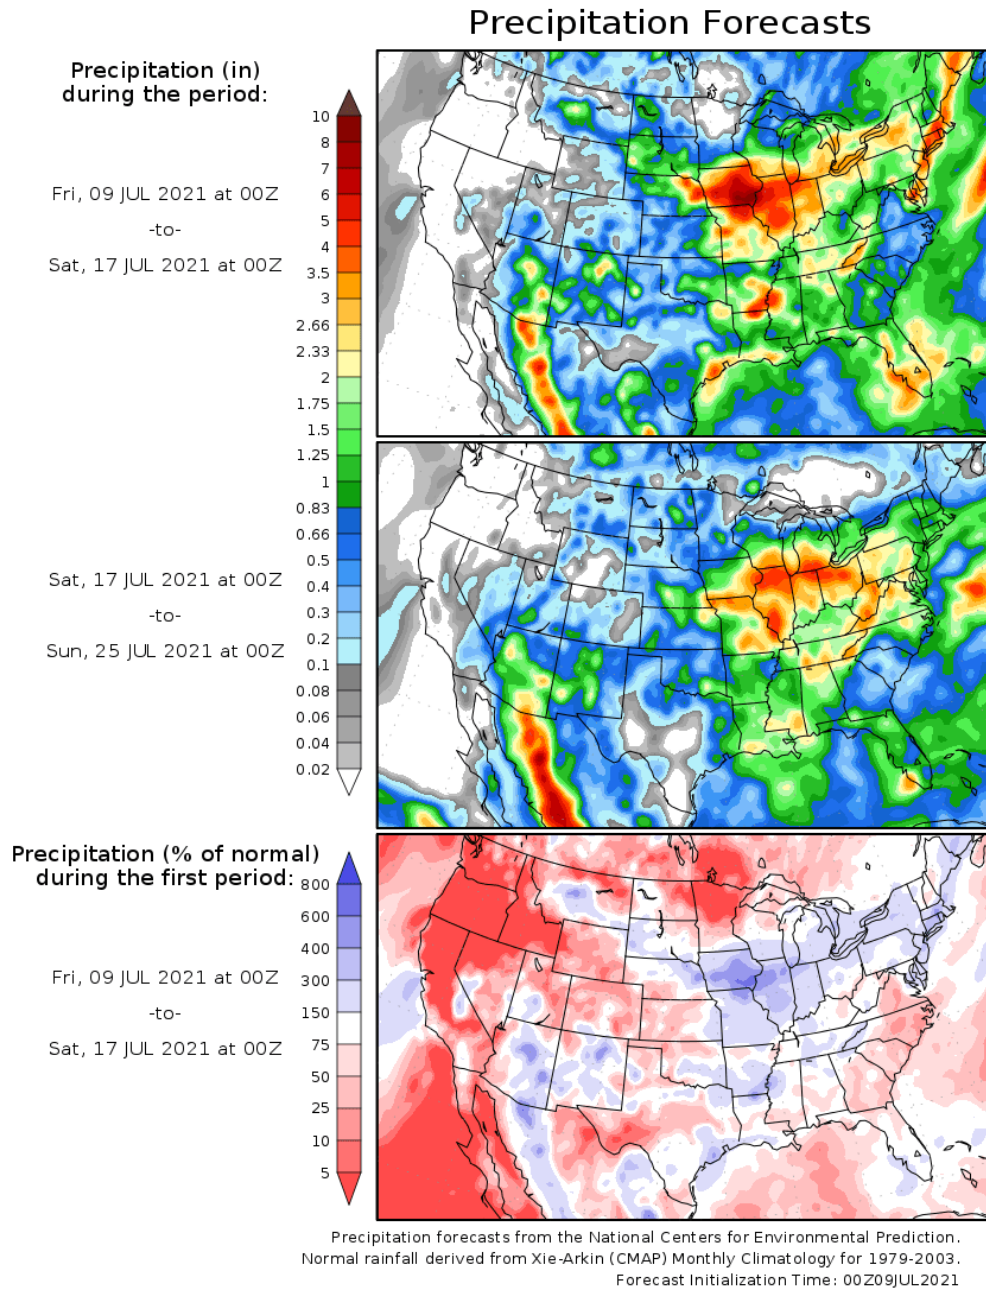 Precipitation Forecasts
Precipitation (in)
during the period:
10
8
7
6
5
4
3.5
3
2.66
2.33
2
1.75
1.5
1.25
1
0.83
0.66
0.5
0.4
0.3
0.2
0.1
0.08
0.06
0.04
0.02
Fri, 09 JUL 2021 at 00Z
-to-
Sat, 17 JUL 2021 at 00Z
Sat, 17 JUL 2021 at 00Z
-to-
Sun, 25 JUL 2021 at 00Z
Precipitation (% of normal)
during the first period:
800
600
400
300
150
75
50
25
10
5
Fri, 09 JUL 2021 at 00Z
-to-
Sat, 17 JUL 2021 at 00Z
Precipitation forecasts from the National Centers for Environmental Prediction.
Normal rainfall derived from Xie-Arkin (CMAP) Monthly Climatology for 1979-2003.
Forecast Initialization Time: 00Z09JUL2021